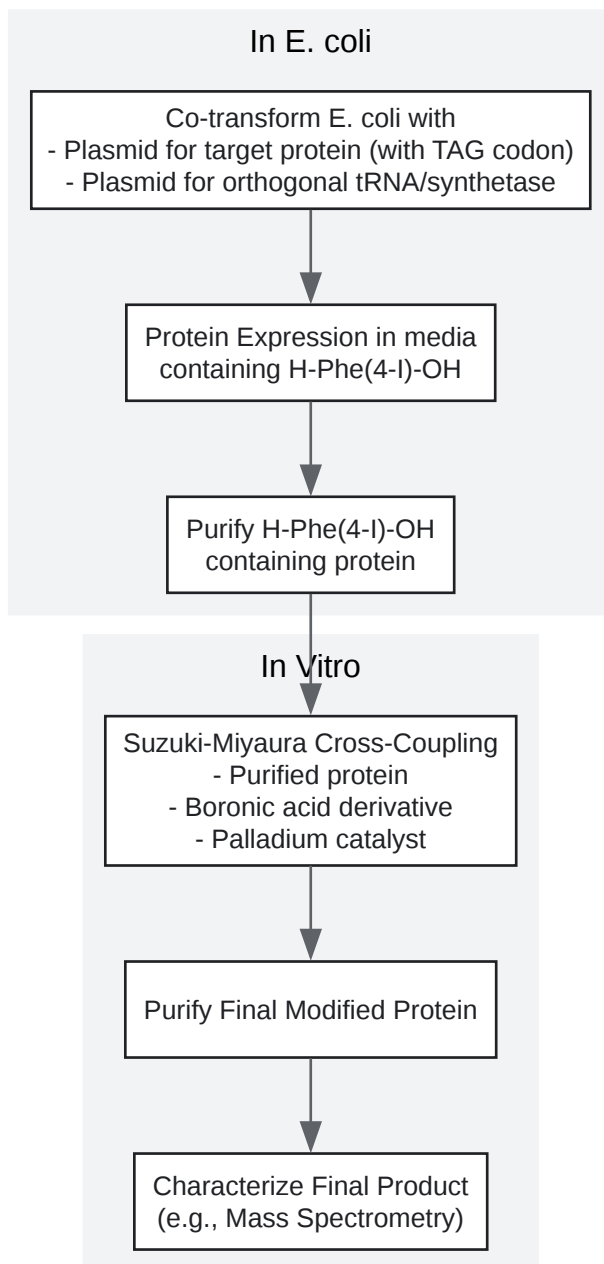 In E. coli
Co-transform E. coli with
- Plasmid for target protein (with TAG codon)
- Plasmid for orthogonal tRNA/synthetase
Protein Expression in media
containing H-Phe(4-I)-OH
Purify H-Phe(4-I)-OH
containing protein
In Vitro
Suzuki-Miyaura Cross-Coupling
- Purified protein
- Boronic acid derivative
- Palladium catalyst
Purify Final Modified Protein
Characterize Final Product
(e.g., Mass Spectrometry)